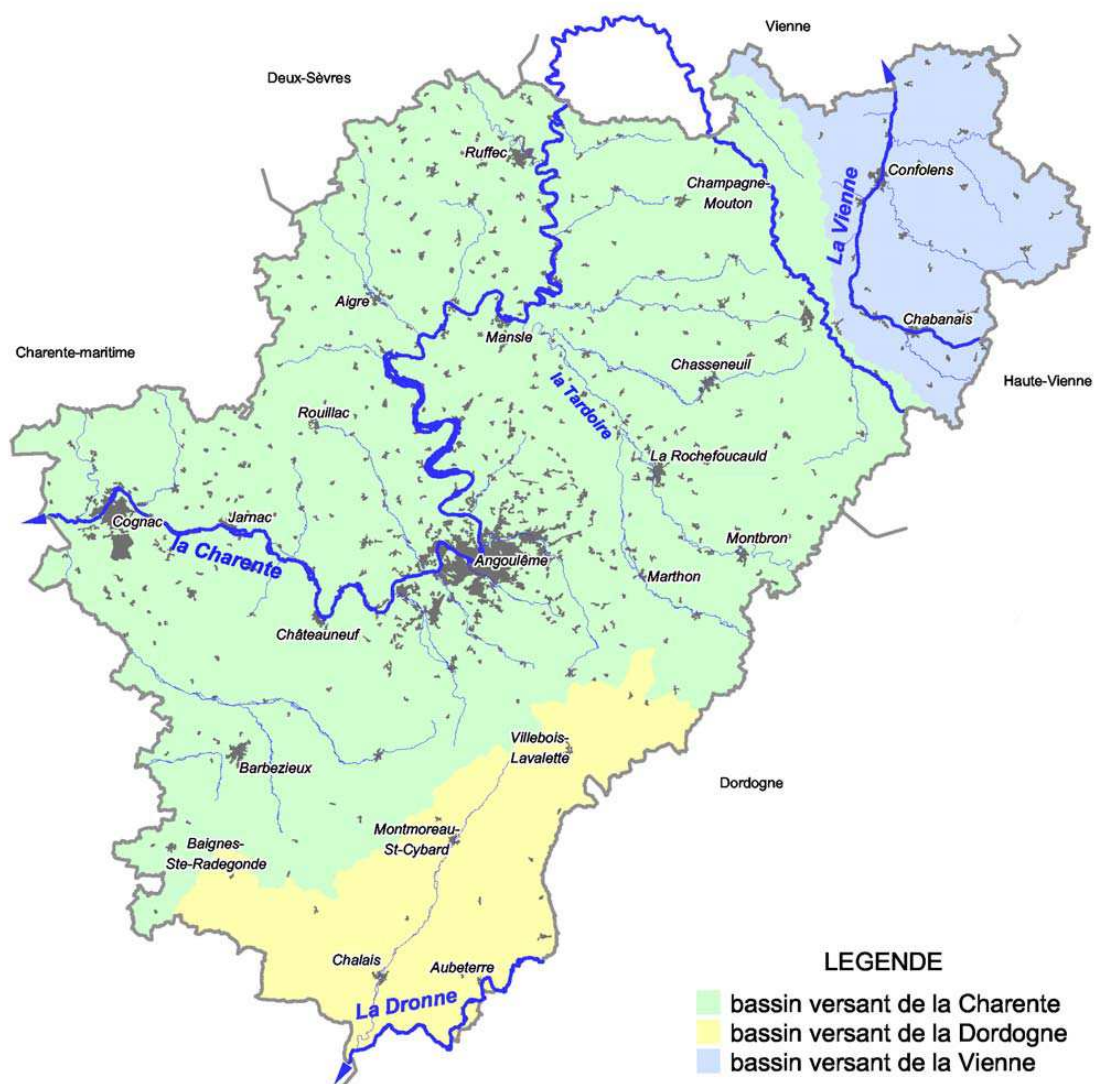 Vienne
Deux-Sèvres
Ruffec
Confolens
Champagne-
Mouton
La Vienne
Aigre
Mansle
Chabanais
Charente-maritime
Chasseneuil
Haute-Vienne
la Tardoire
Rouillac
La Rochefoucauld
Cognac
Jarnac
la Charente
Angoulême
Montbron
Marthon
Châteauneuf
Villebois-
Lavalette
Barbezieux
Dordogne
Montmoreau-
St-Cybard
Baignes-
Ste-Radegonde
Chalais
Aubeterre
La Dronne
LEGENDE
bassin versant de la Charente
bassin versant de la Dordogne
bassin versant de la Vienne